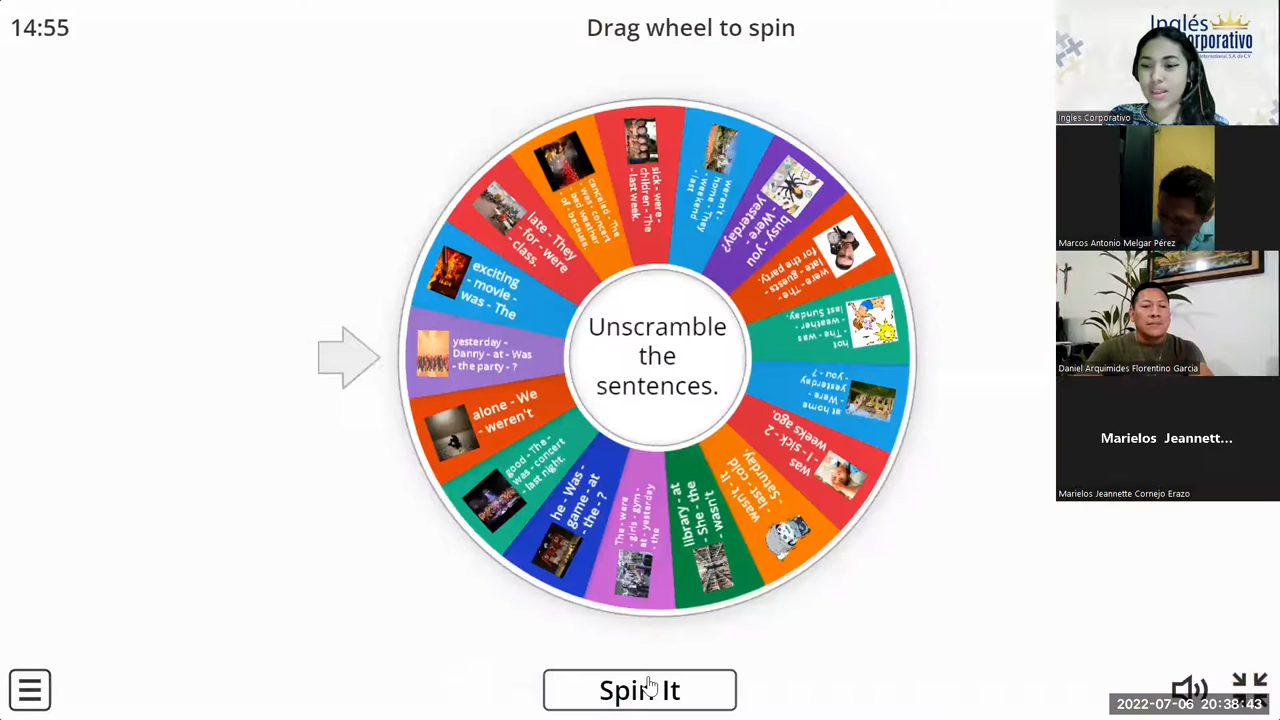 14:55
Drag wheel to spin
Inglés
orporativo
Ingles Corporativo
Marcos Antonio Melgar Pérez
Daniel Arquimides Florentino Garcia
Marielos Jeannett...
Marielos Jeannette Cornejo Erazo
Unscramble
the
sentences.
yesterday -
Danny - at - Was
- the party - ?
exciting
- movie -
was - The
late - They
- for - were
- class.
canceled - The
- was - concert
- bad weather
- of - because.
sick - were -
children - The
- last week.
weren't -
home - They
- weekend
- last
busy - you
- Were -
yesterday?
were - The -
late - guests -
for the party.
hot
- The - was -
weather -
last Sunday.
at home
- Were -
yesterday
- you - ?
was
- I - sick - 2
weeks ago.
wasn't - It
- last - cold
- Saturday.
library - at
- She - the
- wasn't
The - were
- girls - gym -
at - yesterday
- the
he - Was -
game - at
- the - ?
good - The -
was - concert
- last night.
alone - We
- weren't
Spin It
2022-07-06 20:38:43